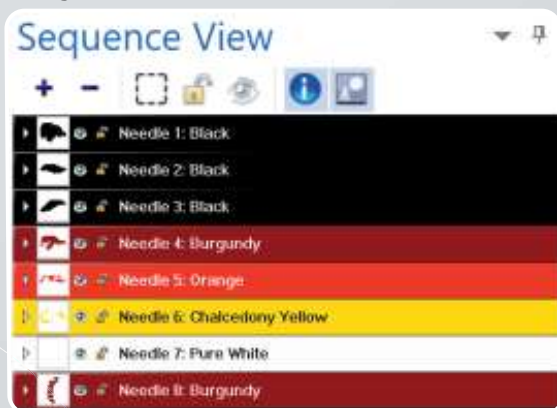 Sequence View
Needle 1: Black
Needle 2: Black
Needle 3: Black
Needle 4: Burgundy
Needle 5: Orange
Needle 6: Chalcedony Yellow
Needle 7: Pure White
Needle 8: Burgundy